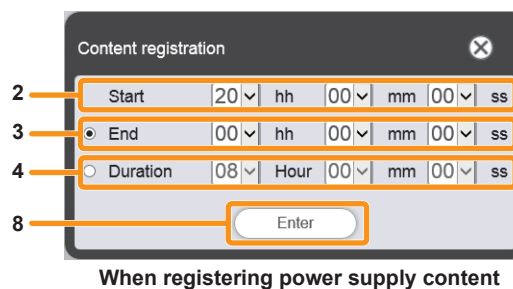 Content registration
2 Start 20 hh 00 mm 00 ss
3 End 00 hh 00 mm 00 ss
4 Duration 08 Hour 00 mm 00 ss
8 Enter
When registering power supply content